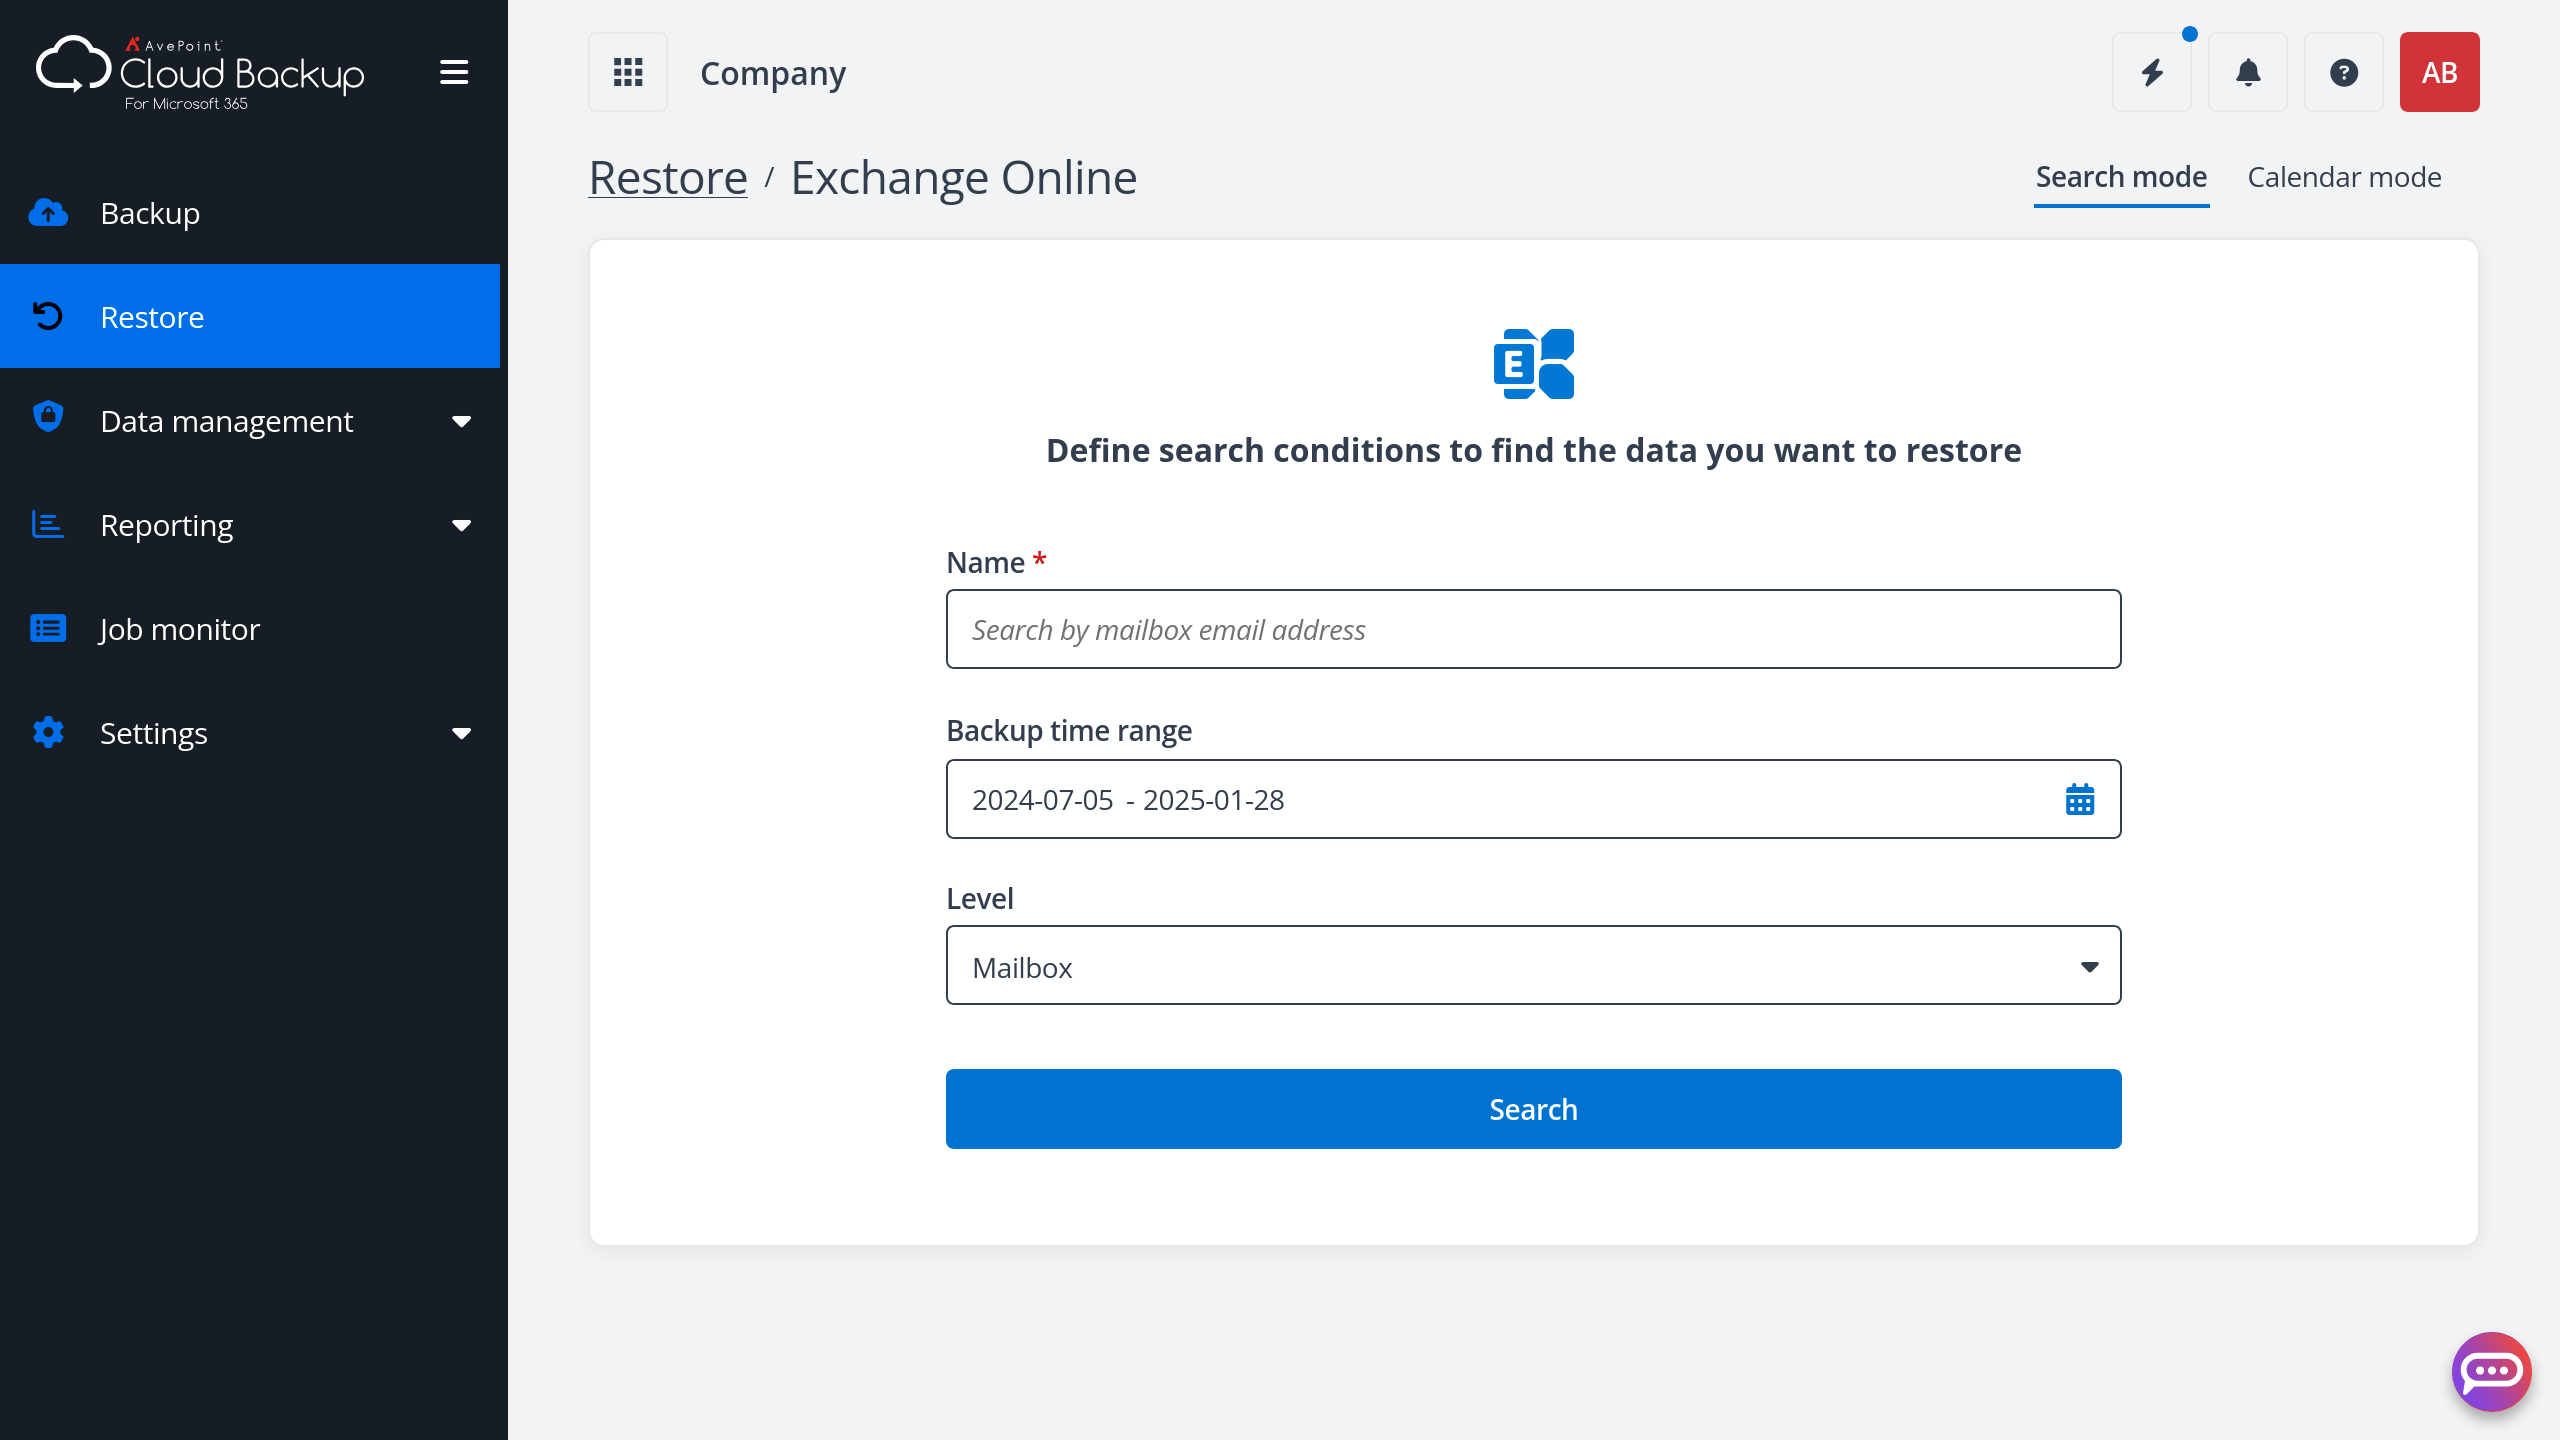 AvePoint
Cloud Backup
For Microsoft 365
Backup
Restore
Data management
Reporting
Job monitor
Settings
Company
AB
Restore / Exchange Online
Search mode
Calendar mode
E
Define search conditions to find the data you want to restore
Name *
Search by mailbox email address
Backup time range
2024-07-05 - 2025-01-28
Level
Mailbox
Search